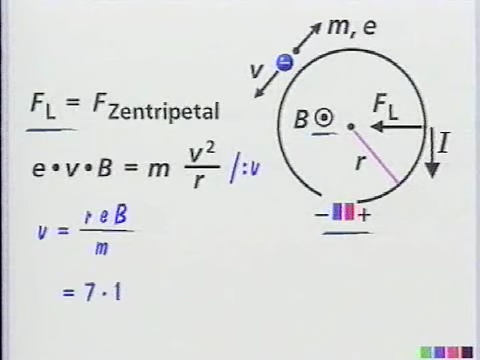 m, e
v
F_L = F_Zentripetal
B
F_L
I
e • v • B = m v²/r /:v
r
v = r e B / m
− +
= 7 · 1